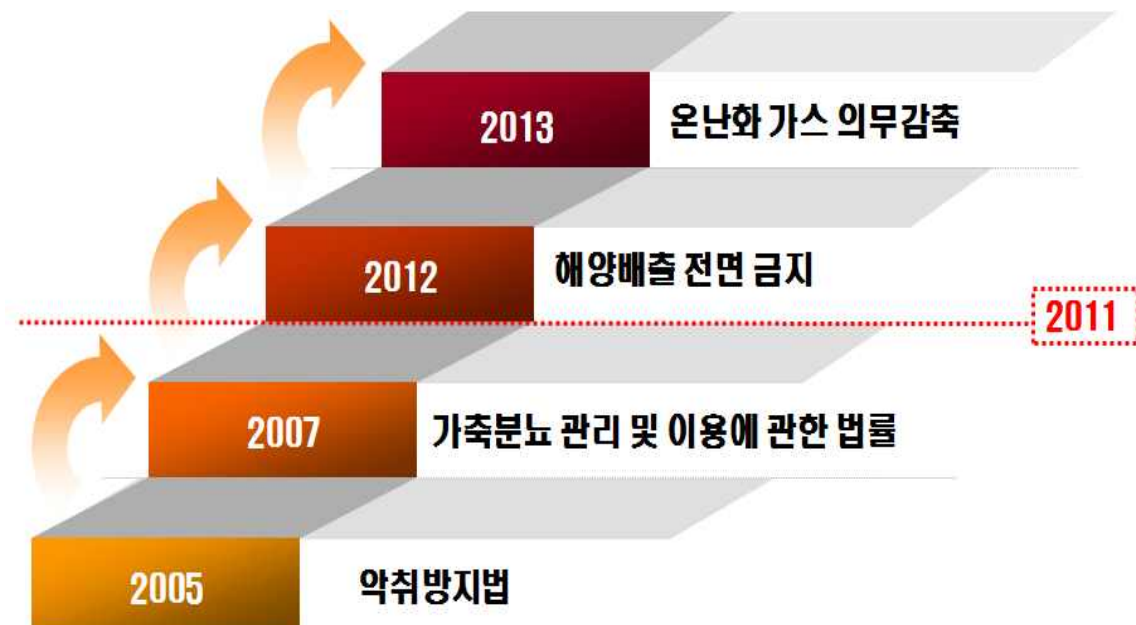 2013 온난화 가스 의무감축
2012 해양배출 전면 금지
2011
2007 가축분뇨 관리 및 이용에 관한 법률
2005 악취방지법